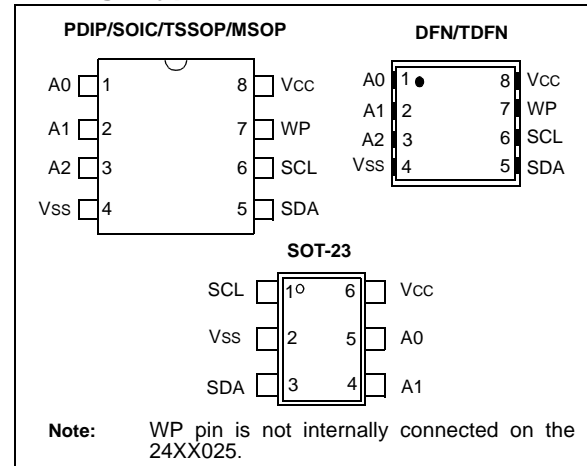 PDIP/SOIC/TSSOP/MSOP
A0 1 8 VCC
A1 2 7 WP
A2 3 6 SCL
VSS 4 5 SDA
DFN/TDFN
A0 1 8 VCC
A1 2 7 WP
A2 3 6 SCL
VSS 4 5 SDA
SOT-23
SCL 1 6 VCC
VSS 2 5 A0
SDA 3 4 A1
Note: WP pin is not internally connected on the
24XX025.